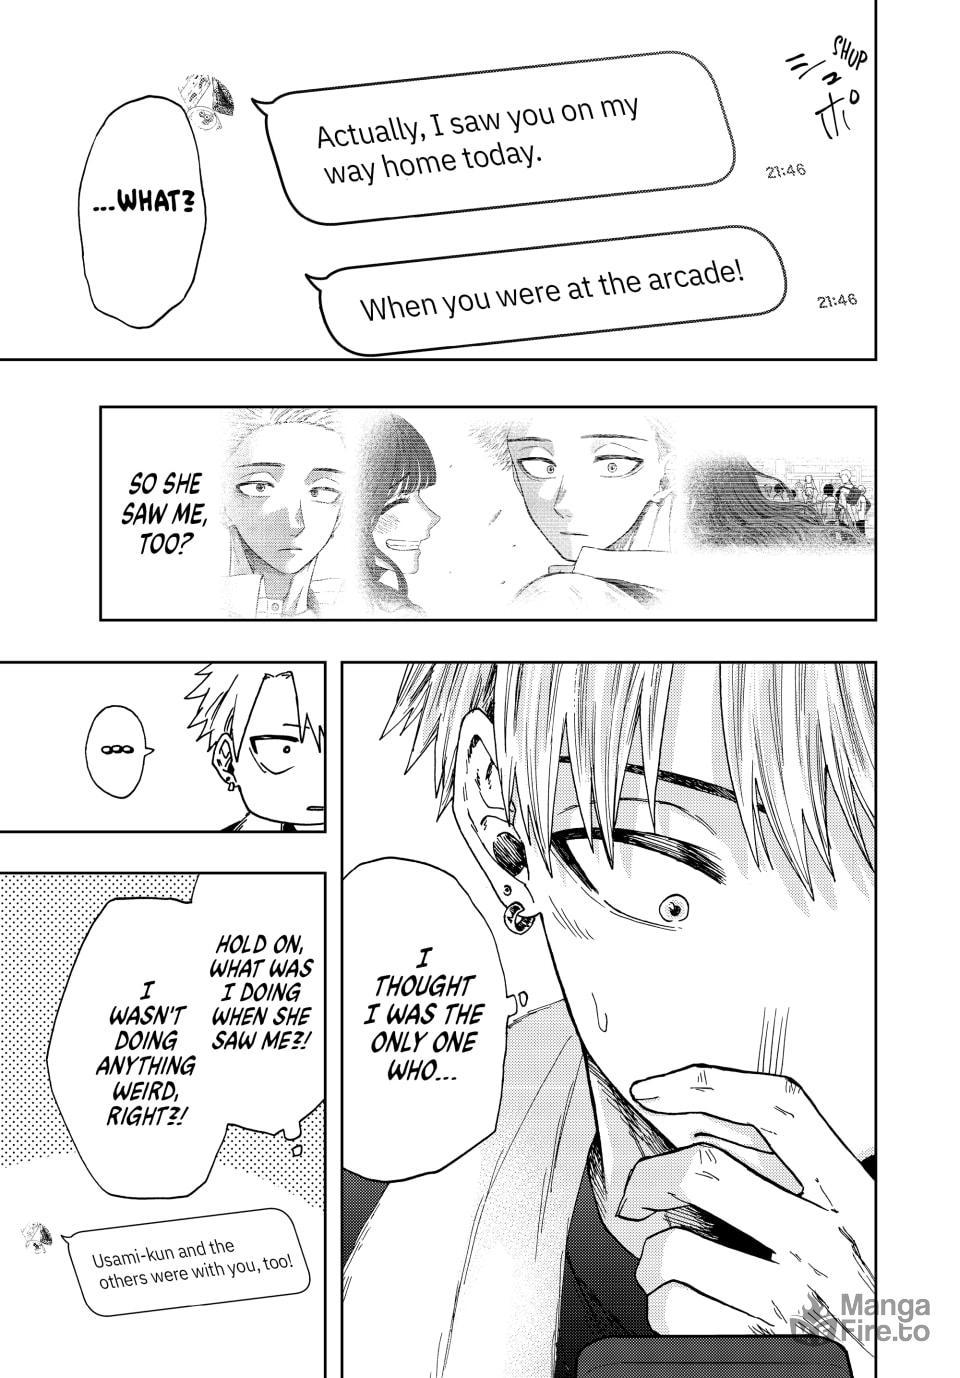 SHUP
シュ
ポ
Actually, I saw you on my
way home today.
21:46
...WHAT?
When you were at the arcade!
21:46
SO SHE
SAW ME,
TOO?
I
THOUGHT
I WAS THE
ONLY ONE
WHO...
...
HOLD ON,
WHAT WAS
I DOING
WHEN SHE
SAW ME?!
I
WASN'T
DOING
ANYTHING
WEIRD,
RIGHT?!
Usami-kun and the
others were with you, too!
Manga
Fire.to